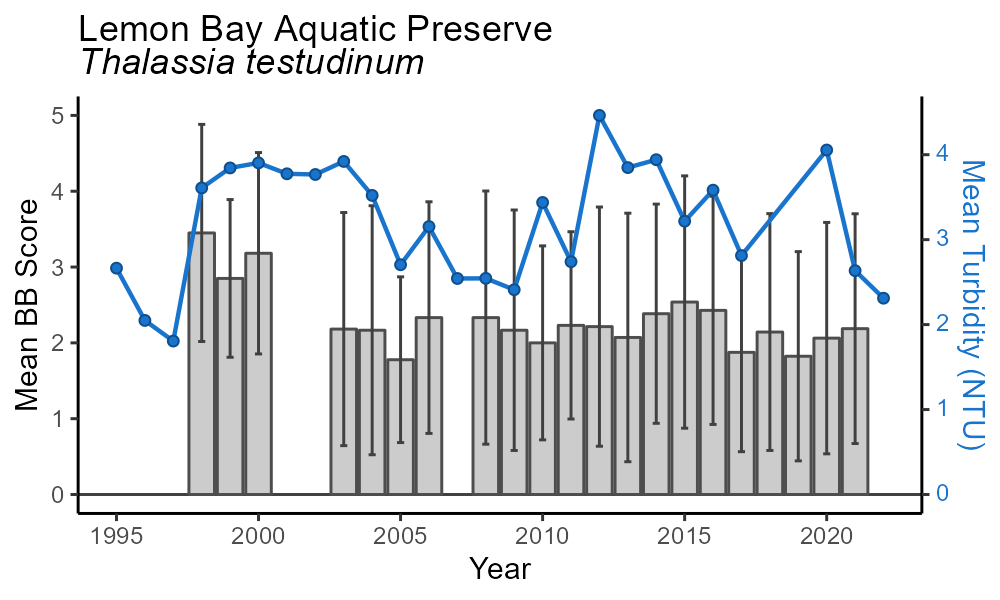 Lemon Bay Aquatic Preserve
Thalassia testudinum
Mean BB Score
5
4
3
2
1
0
4
3
2
1
0
Mean Turbidity (NTU)
1995 2000 2005 2010 2015 2020
Year